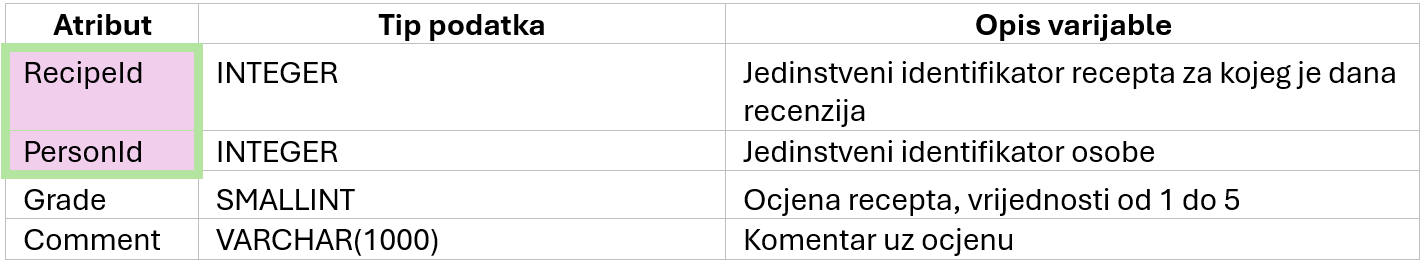 Atribut Tip podatka Opis varijable
RecipeId INTEGER Jedinstveni identifikator recepta za kojeg je dana
recenzija
PersonId INTEGER Jedinstveni identifikator osobe
Grade SMALLINT Ocjena recepta, vrijednosti od 1 do 5
Comment VARCHAR(1000) Komentar uz ocjenu